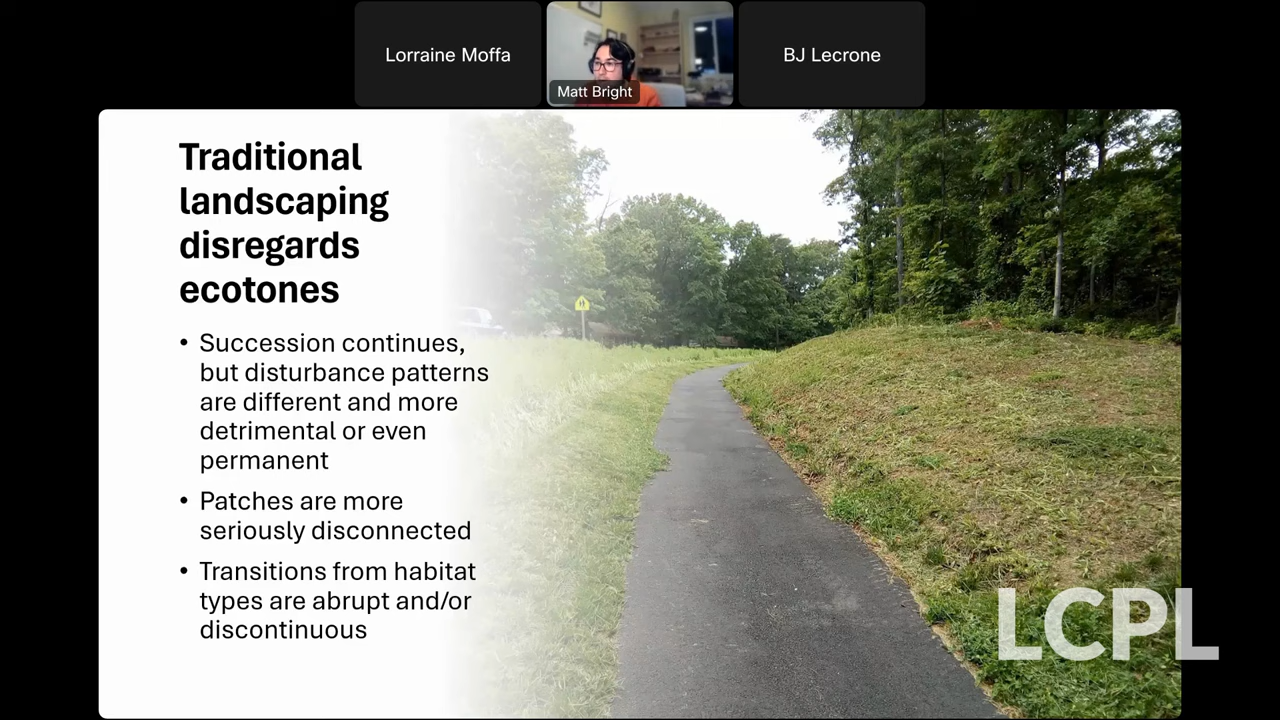 Lorraine Moffa
Matt Bright
BJ Lecrone
Traditional
landscaping
disregards
ecotones
• Succession continues,
but disturbance patterns
are different and more
detrimental or even
permanent
• Patches are more
seriously disconnected
• Transitions from habitat
types are abrupt and/or
discontinuous
LCPL